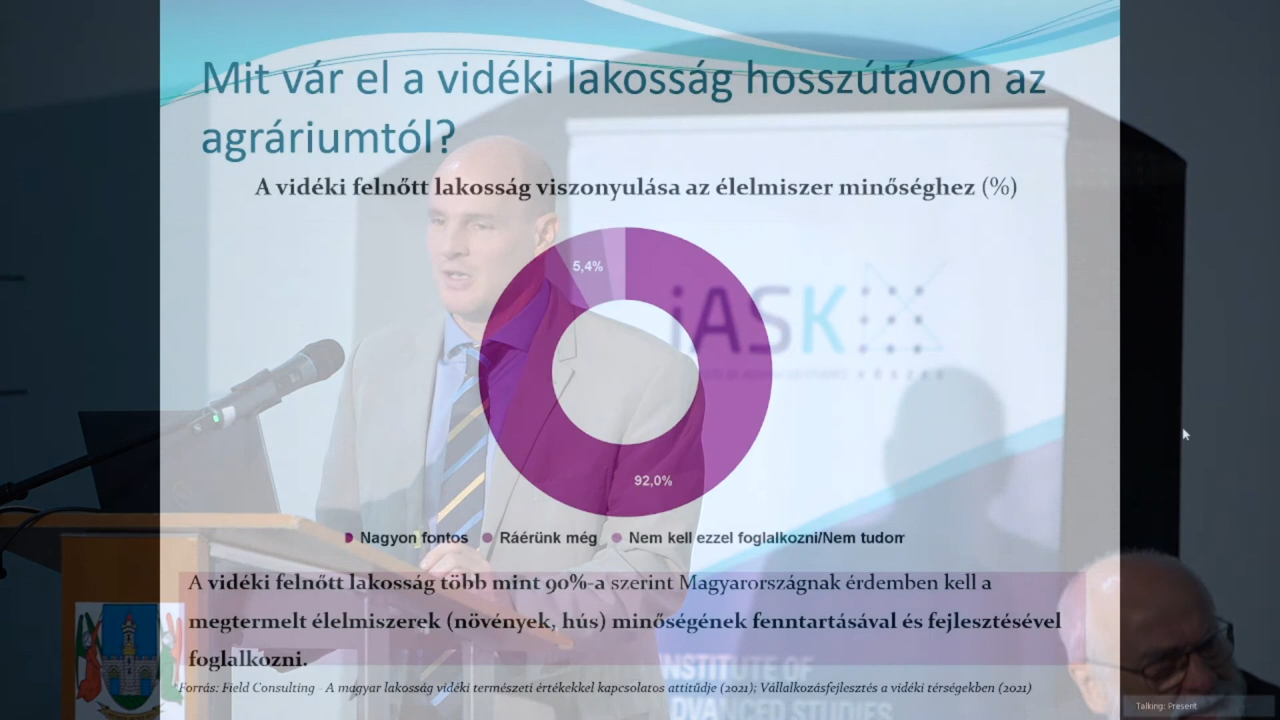 Mit vár el a vidéki lakosság hosszútávon az
agráriumtól?
A vidéki felnőtt lakosság viszonyulása az élelmiszer minőséghez (%)
5,4%
iASK
KŐSZEG
92,0%
Nagyon fontos Ráérünk még Nem kell ezzel foglalkozni/Nem tudom
A vidéki felnőtt lakosság több mint 90%-a szerint Magyarországnak érdemben kell a
megtermelt élelmiszerek (növények, hús) minőségének fenntartásával és fejlesztésével
foglalkozni.
Forrás: Field Consulting - A magyar lakosság vidéki természeti értékekkel kapcsolatos attitűdje (2021); Vállalkozásfejlesztés a vidéki térségekben (2021)
INSTITUTE OF
ADVANCED STUDIES
Talking: Present